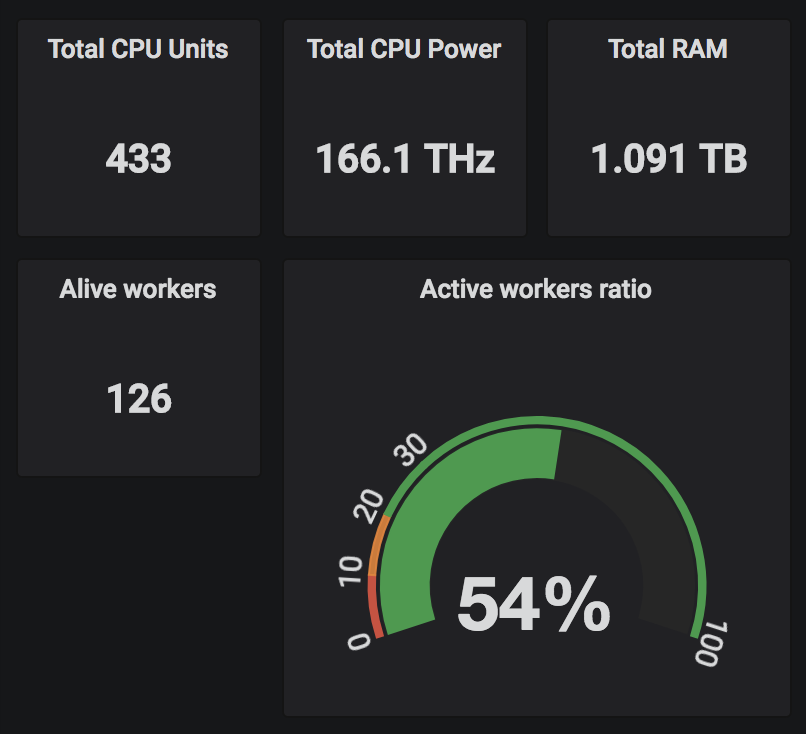 Total CPU Units
433
Total CPU Power
166.1 THz
Total RAM
1.091 TB
Alive workers
126
Active workers ratio
0
10
20
30
100
54%